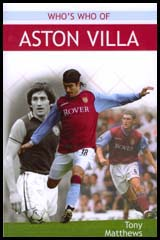 WHO'S WHO OF
ASTON VILLA
ROVER
ROVER
Tony
Matthews